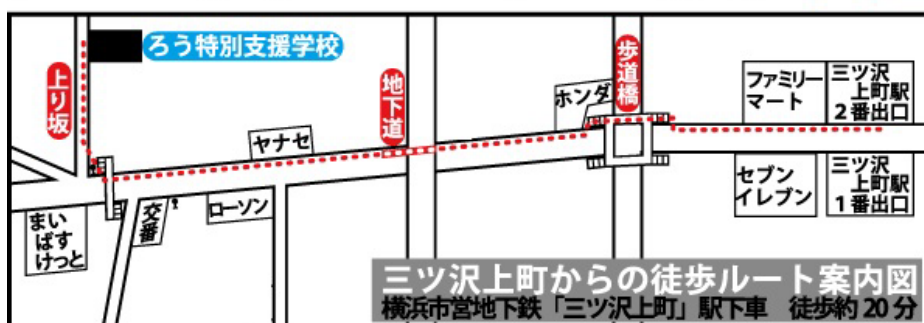 ろう特別支援学校
上り坂
地下道
歩道橋
ホンダ
ヤナセ
ファミリー
マート
三ツ沢
上町駅
2番出口
セブン
イレブン
三ツ沢
上町駅
1番出口
まい
ばす
けっと
交番
ローソン
三ツ沢上町からの徒歩ルート案内図
横浜市営地下鉄「三ツ沢上町」駅下車 徒歩約20分